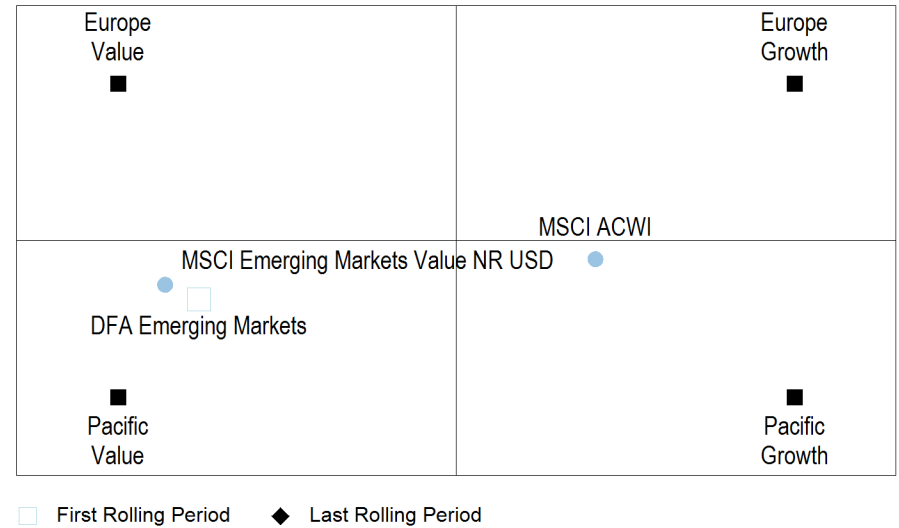 Europe
Value
Europe
Growth
MSCI ACWI
MSCI Emerging Markets Value NR USD
DFA Emerging Markets
Pacific
Value
Pacific
Growth
First Rolling Period
Last Rolling Period